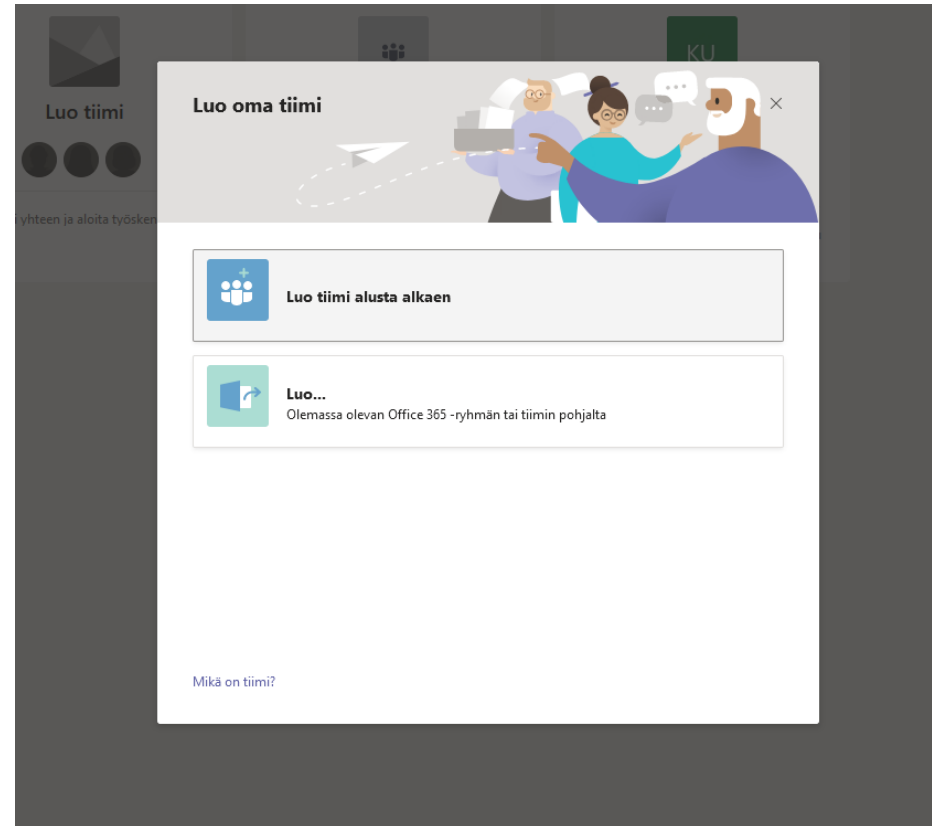 KU
Luo tiimi
Luo oma tiimi
yhteen ja aloita työsken
Luo tiimi alusta alkaen
Luo...
Olemassa olevan Office 365 -ryhmän tai tiimin pohjalta
Mikä on tiimi?